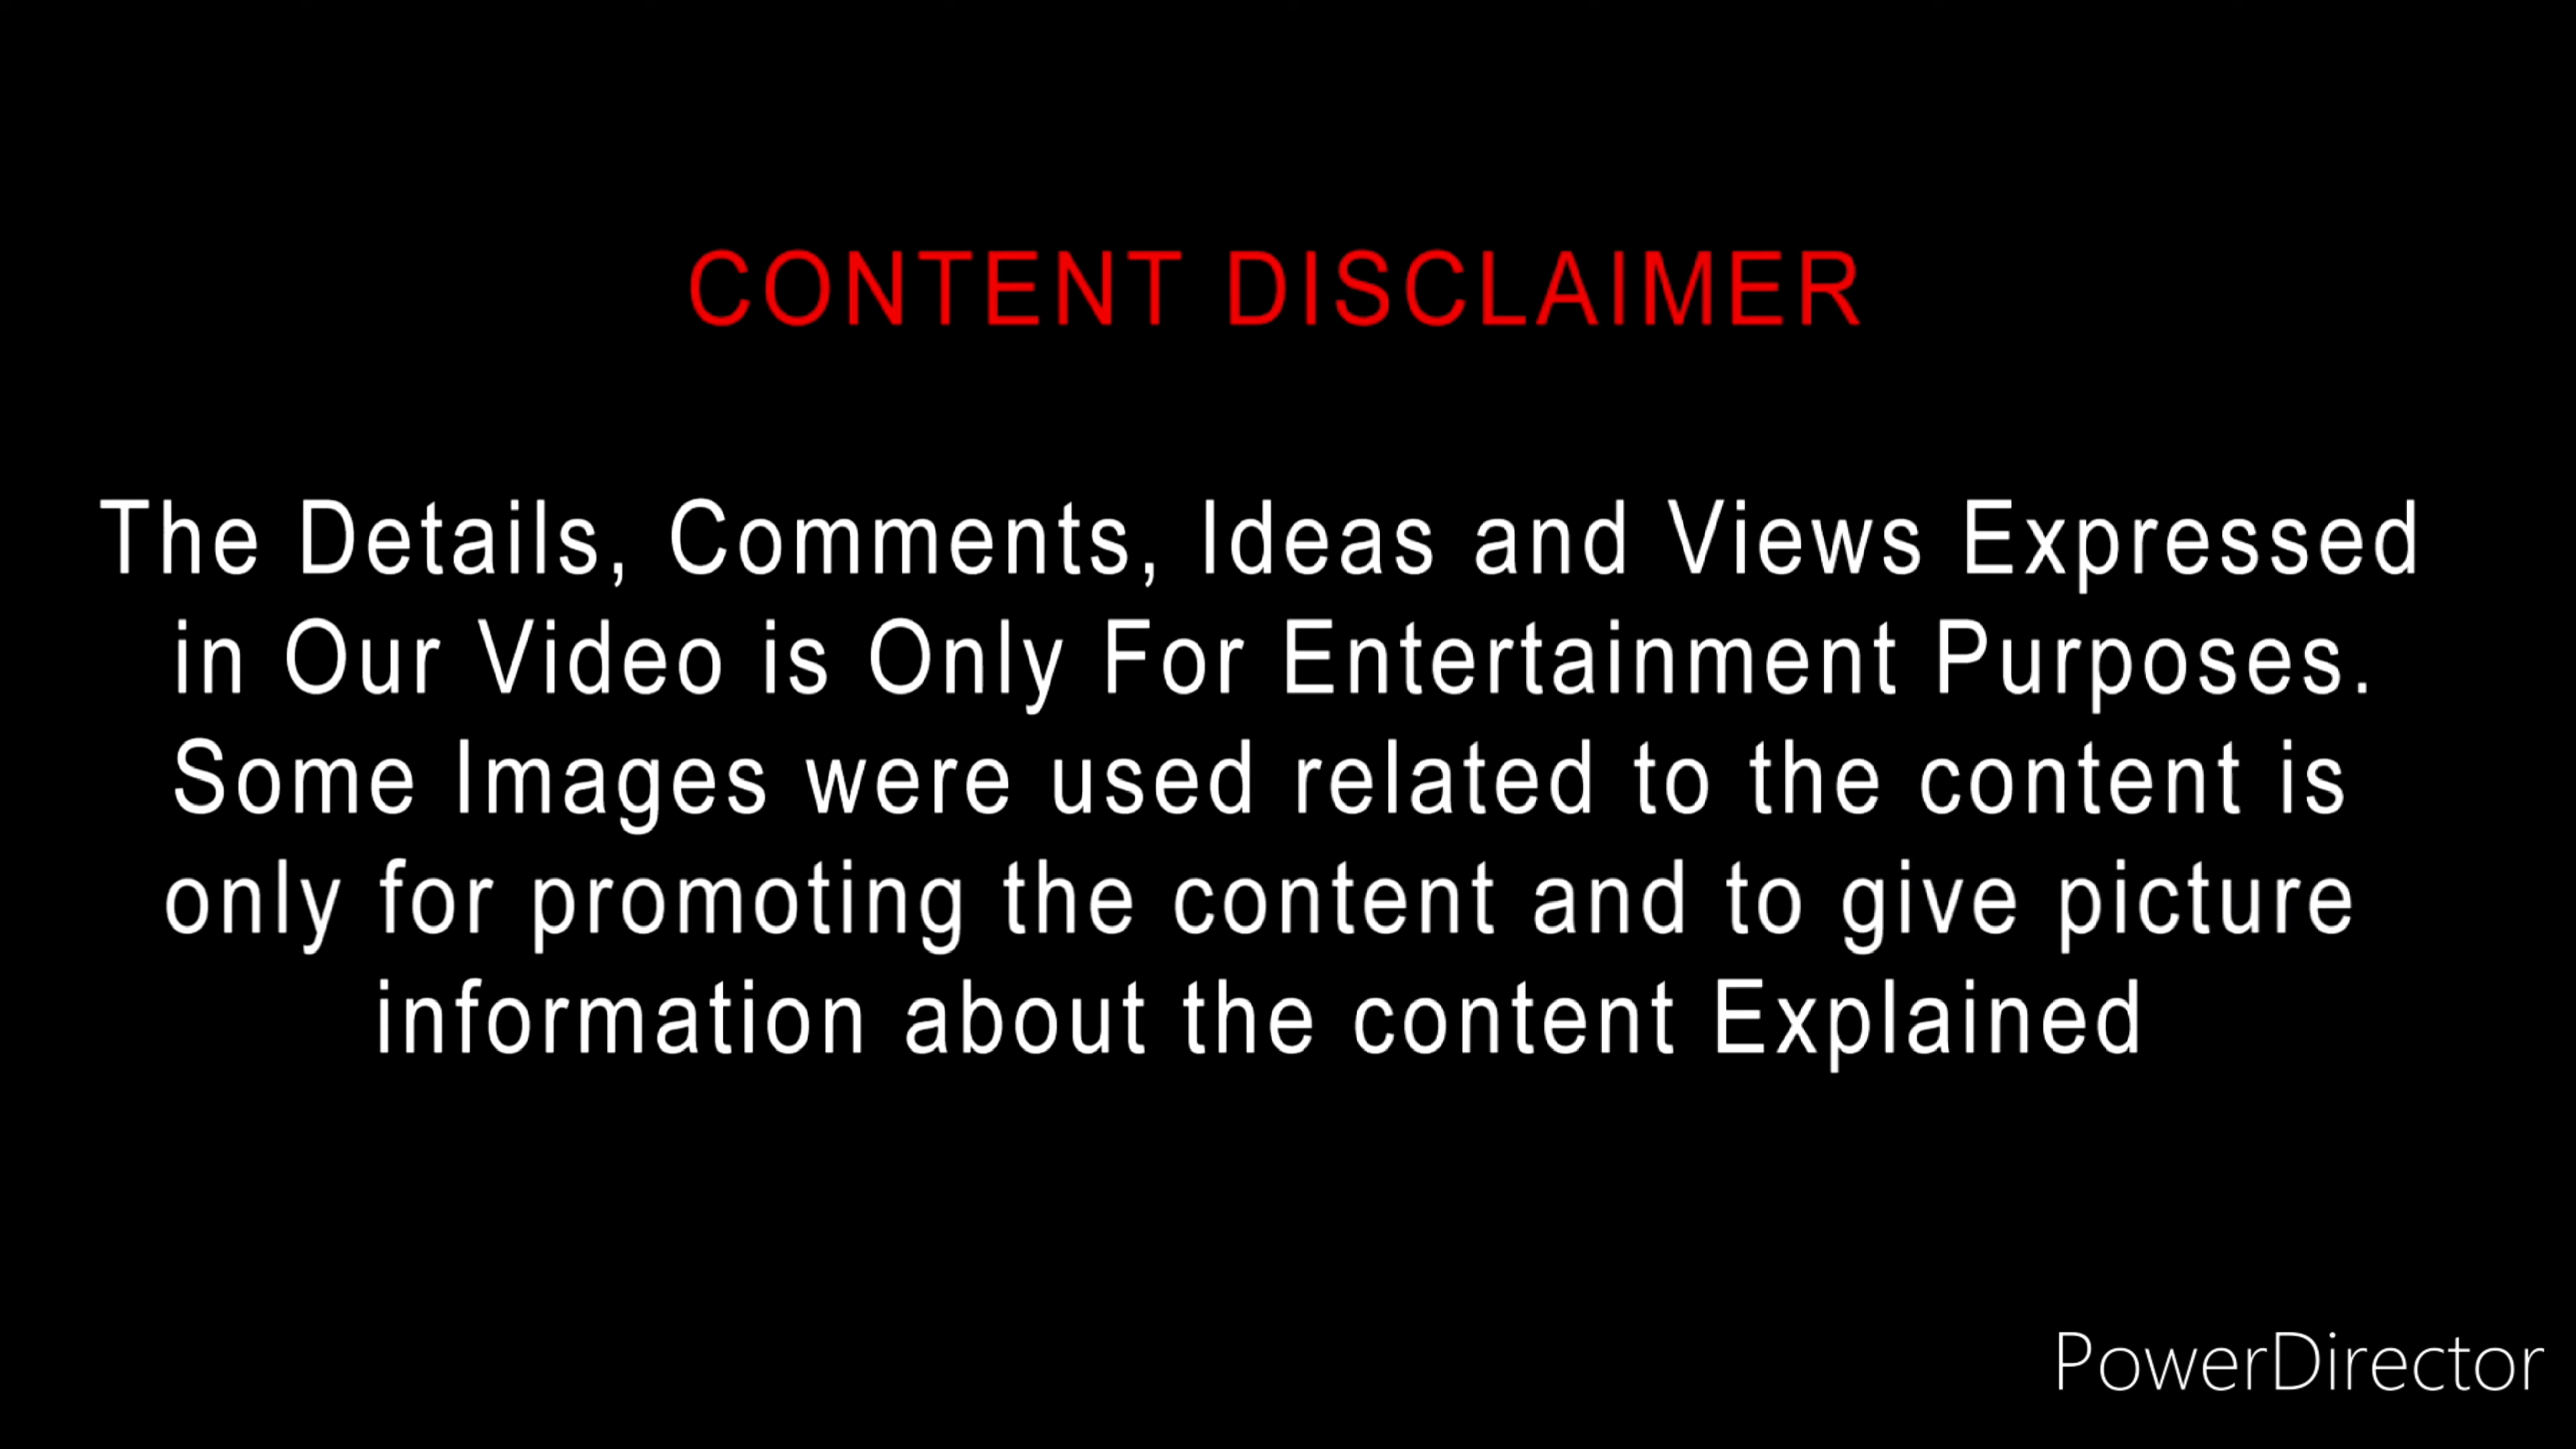 CONTENT DISCLAIMER
The Details, Comments, Ideas and Views Expressed
in Our Video is Only For Entertainment Purposes.
Some Images were used related to the content is
only for promoting the content and to give picture
information about the content Explained
PowerDirector